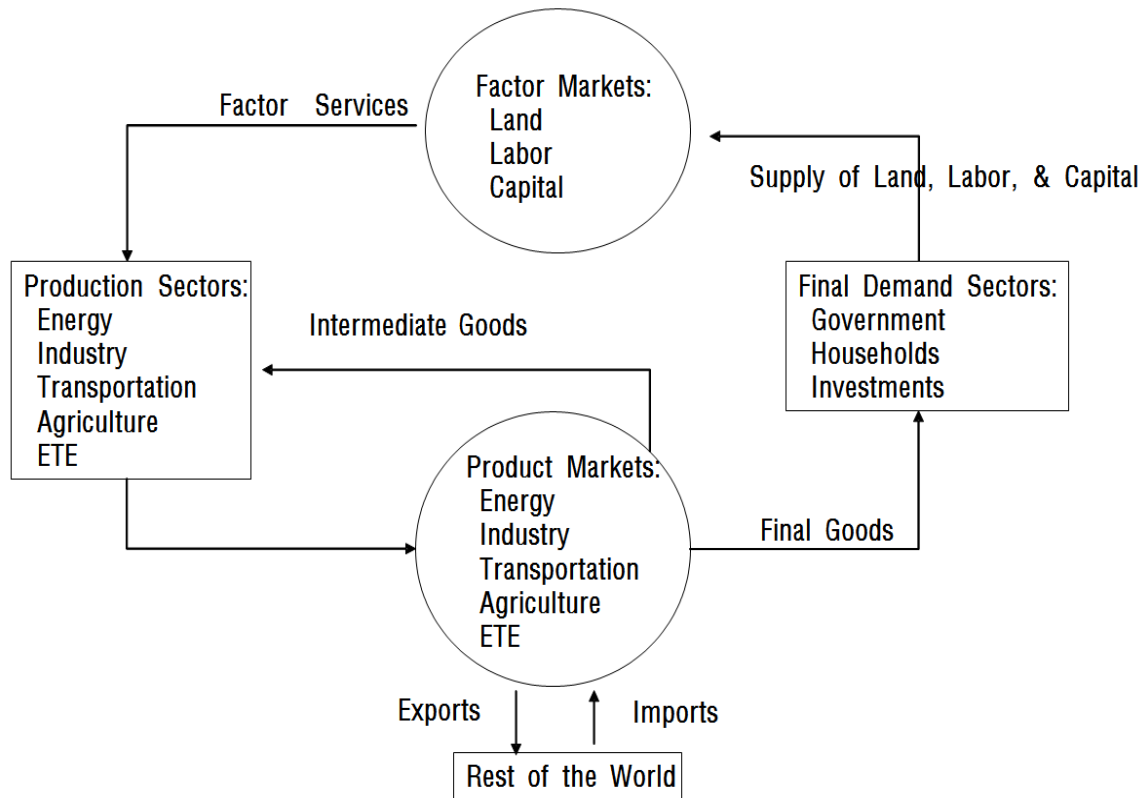 Factor Markets:
Land
Labor
Capital
Factor Services
Supply of Land, Labor, & Capital
Production Sectors:
Energy
Industry
Transportation
Agriculture
ETE
Intermediate Goods
Final Demand Sectors:
Government
Households
Investments
Product Markets:
Energy
Industry
Transportation
Agriculture
ETE
Final Goods
Exports
Imports
Rest of the World